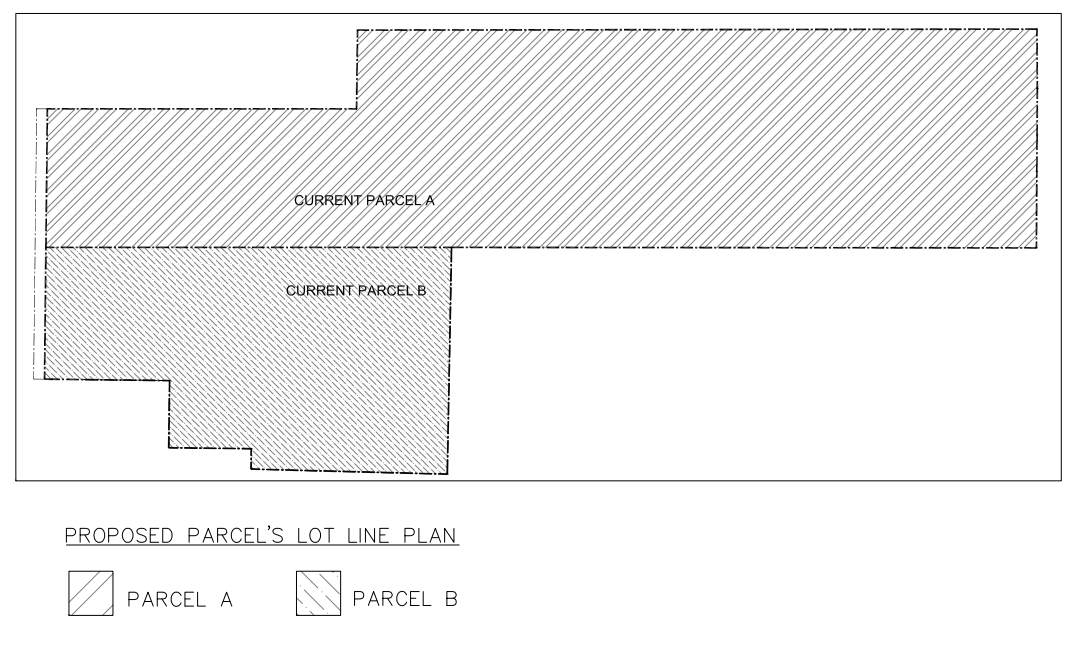 CURRENT PARCEL A
CURRENT PARCEL B
PROPOSED PARCEL'S LOT LINE PLAN
PARCEL A PARCEL B